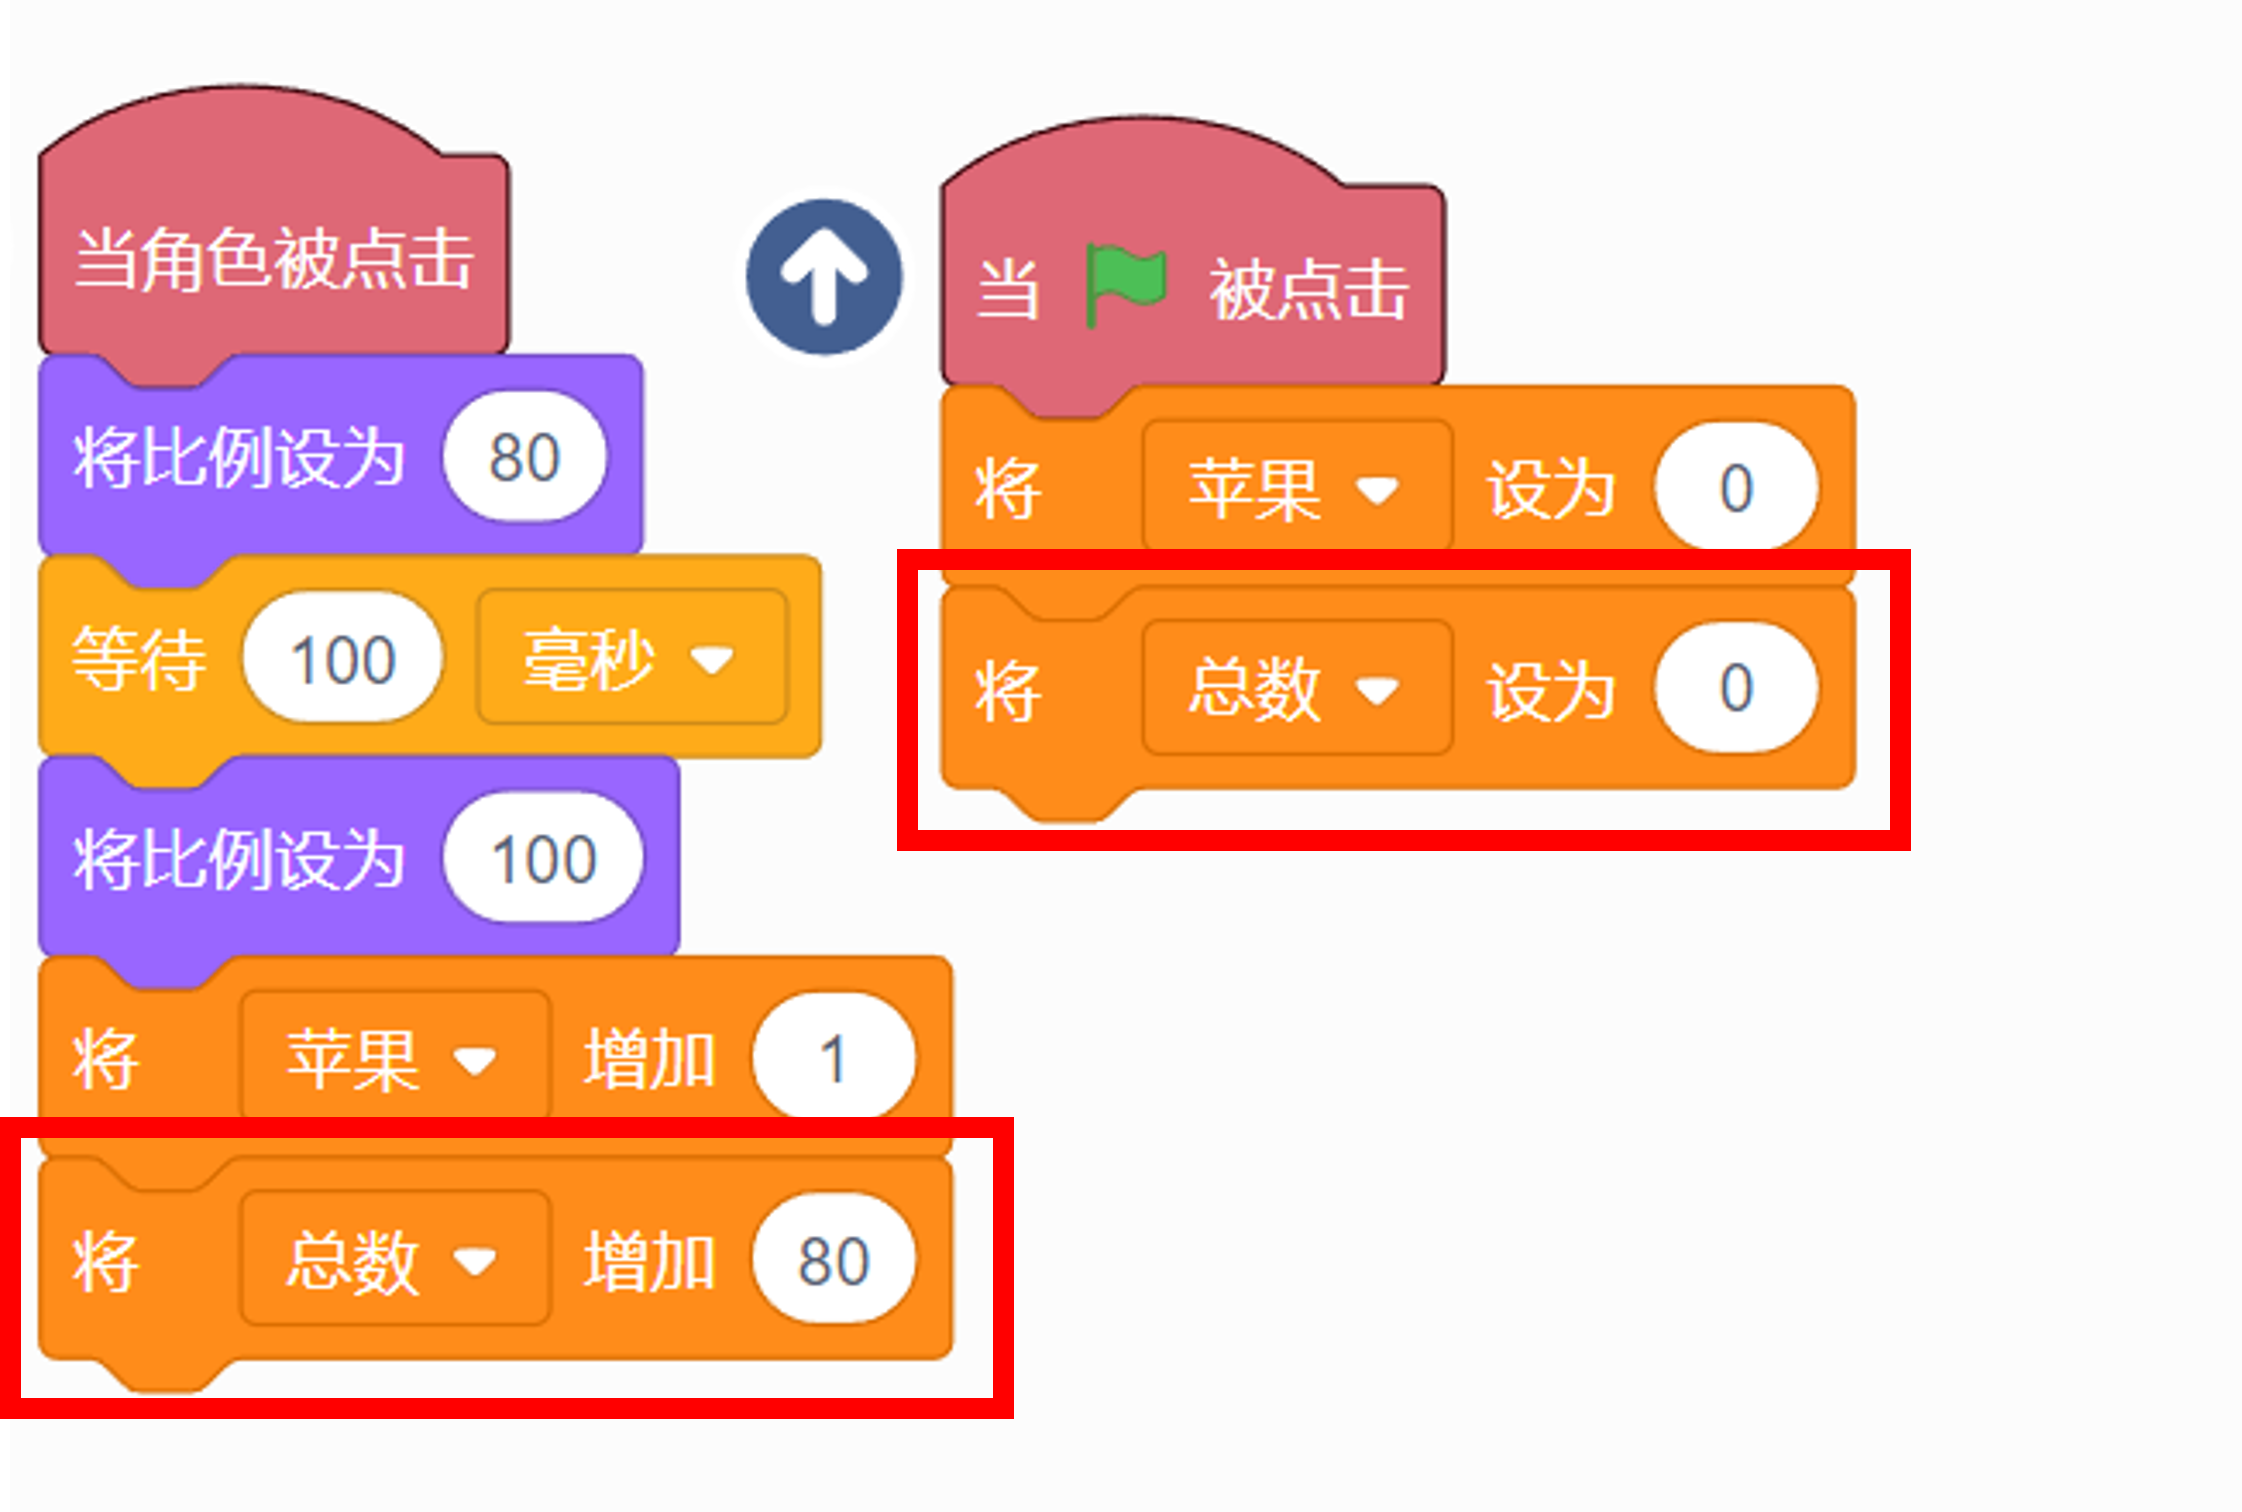 当角色被点击
将比例设为 80
等待 100 毫秒
将比例设为 100
将 苹果 增加 1
将 总数 增加 80
当 被点击
将 苹果 设为 0
将 总数 设为 0